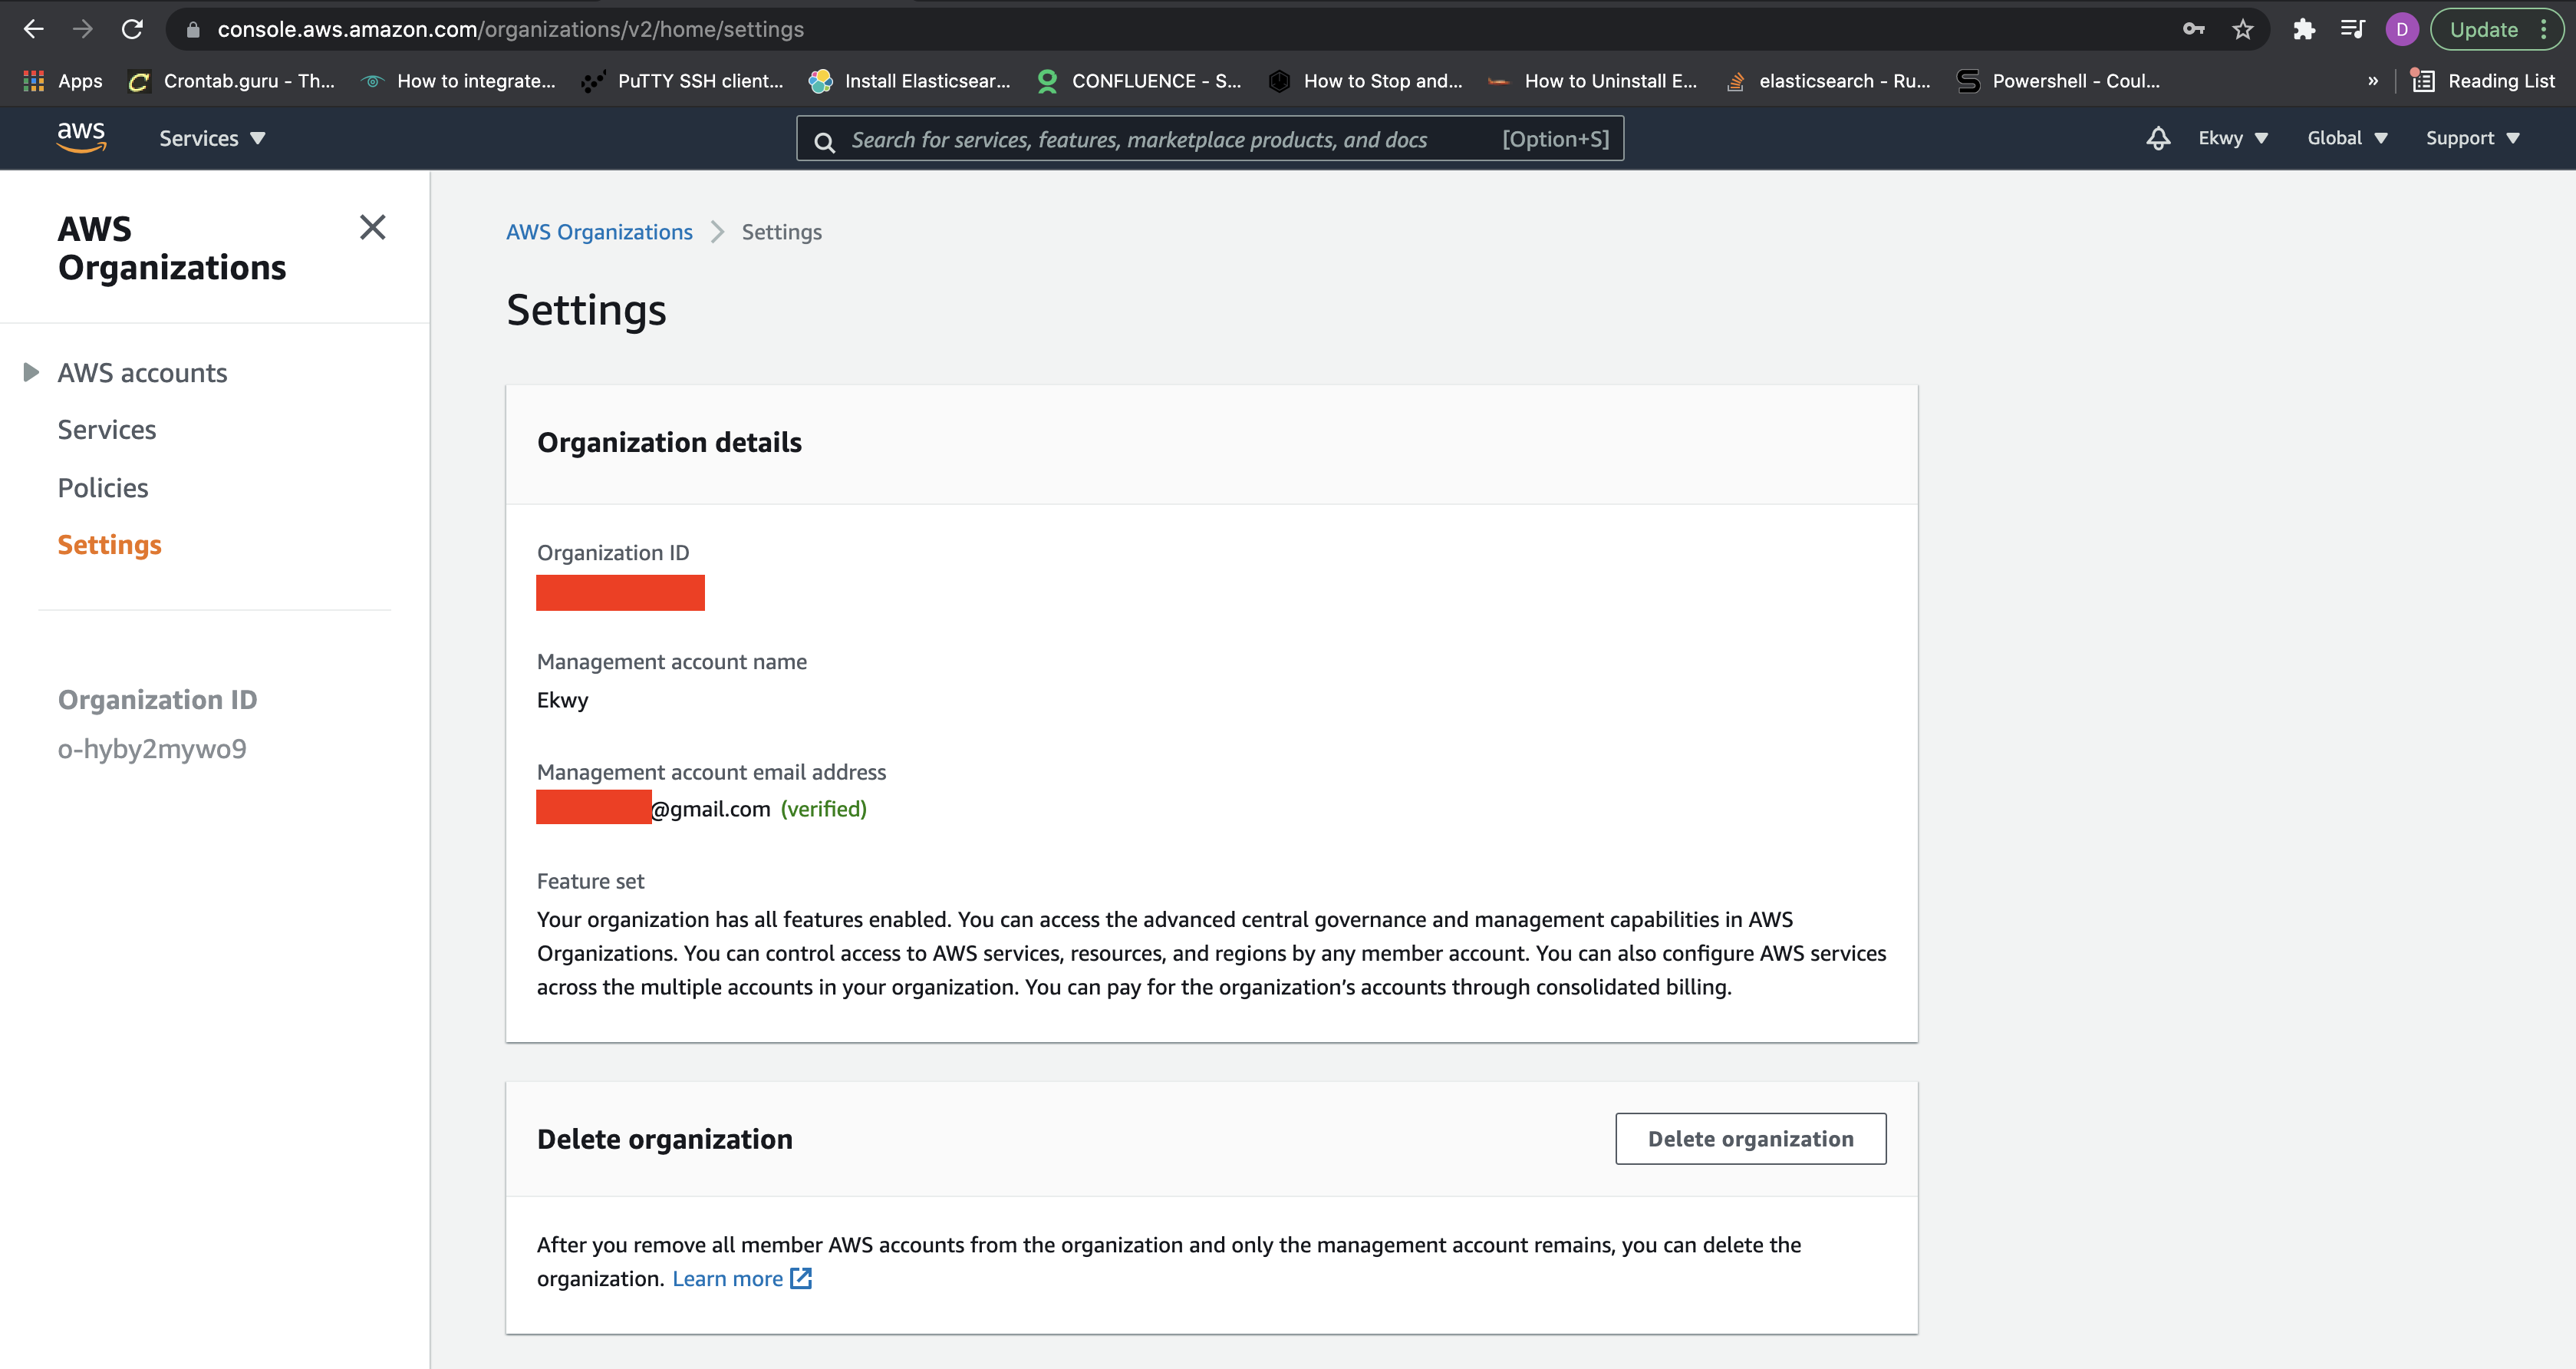 console.aws.amazon.com/organizations/v2/home/settings
D
Update
Apps
Crontab.guru - Th...
How to integrate...
PuTTY SSH client...
Install Elasticsear...
CONFLUENCE - S...
How to Stop and...
How to Uninstall E...
elasticsearch - Ru...
Powershell - Coul...
»
Reading List
aws
Services
Search for services, features, marketplace products, and docs
[Option+S]
Ekwy
Global
Support
AWS
Organizations
AWS accounts
Services
Policies
Settings
Organization ID
o-hyby2mywo9
AWS Organizations
Settings
Settings
Organization details
Organization ID
Management account name
Ekwy
Management account email address
@gmail.com (verified)
Feature set
Your organization has all features enabled. You can access the advanced central governance and management capabilities in AWS
Organizations. You can control access to AWS services, resources, and regions by any member account. You can also configure AWS services
across the multiple accounts in your organization. You can pay for the organization’s accounts through consolidated billing.
Delete organization
Delete organization
After you remove all member AWS accounts from the organization and only the management account remains, you can delete the
organization. Learn more